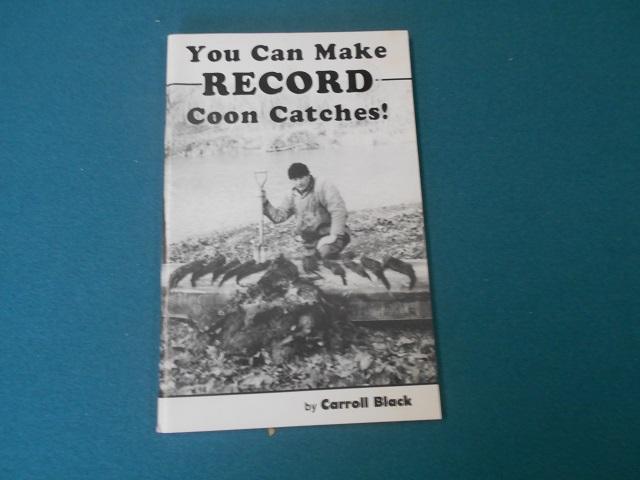 You Can Make
RECORD
Coon Catches!
by Carroll Black